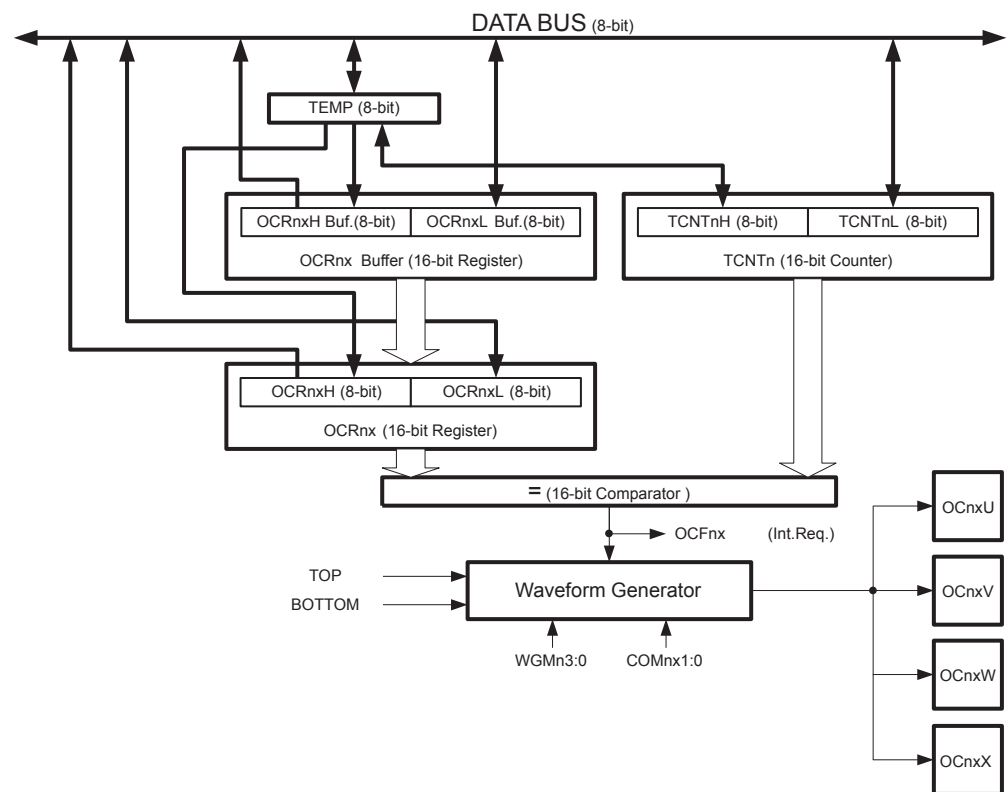 DATA BUS (8-bit)
TEMP (8-bit)
OCRnxH Buf.(8-bit) OCRnxL Buf.(8-bit)
OCRnx Buffer (16-bit Register)
TCNTnH (8-bit) TCNTnL (8-bit)
TCNTn (16-bit Counter)
OCRnxH (8-bit) OCRnxL (8-bit)
OCRnx (16-bit Register)
= (16-bit Comparator )
OCFnx (Int.Req.)
TOP
BOTTOM
Waveform Generator
WGMn3:0 COMnx1:0
OCnxU
OCnxV
OCnxW
OCnxX